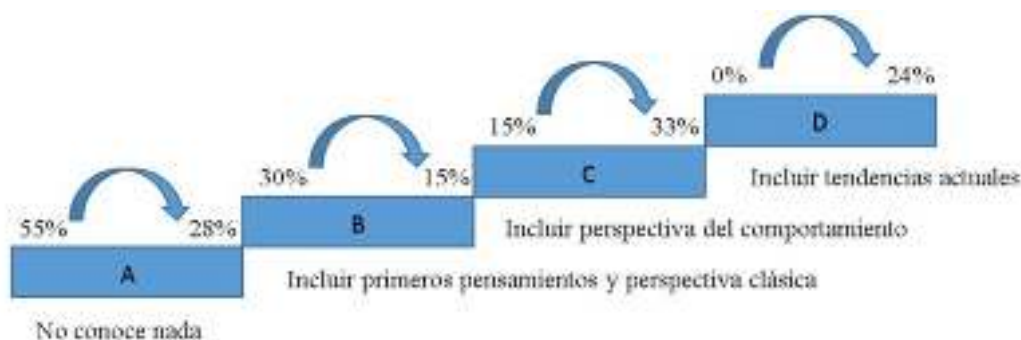 0%
24%
D
15%
33%
C
Incluir tendencias actuales
30%
15%
B
Incluir perspectiva del comportamiento
55%
28%
A
Incluir primeros pensamientos y perspectiva clásica
No conoce nada